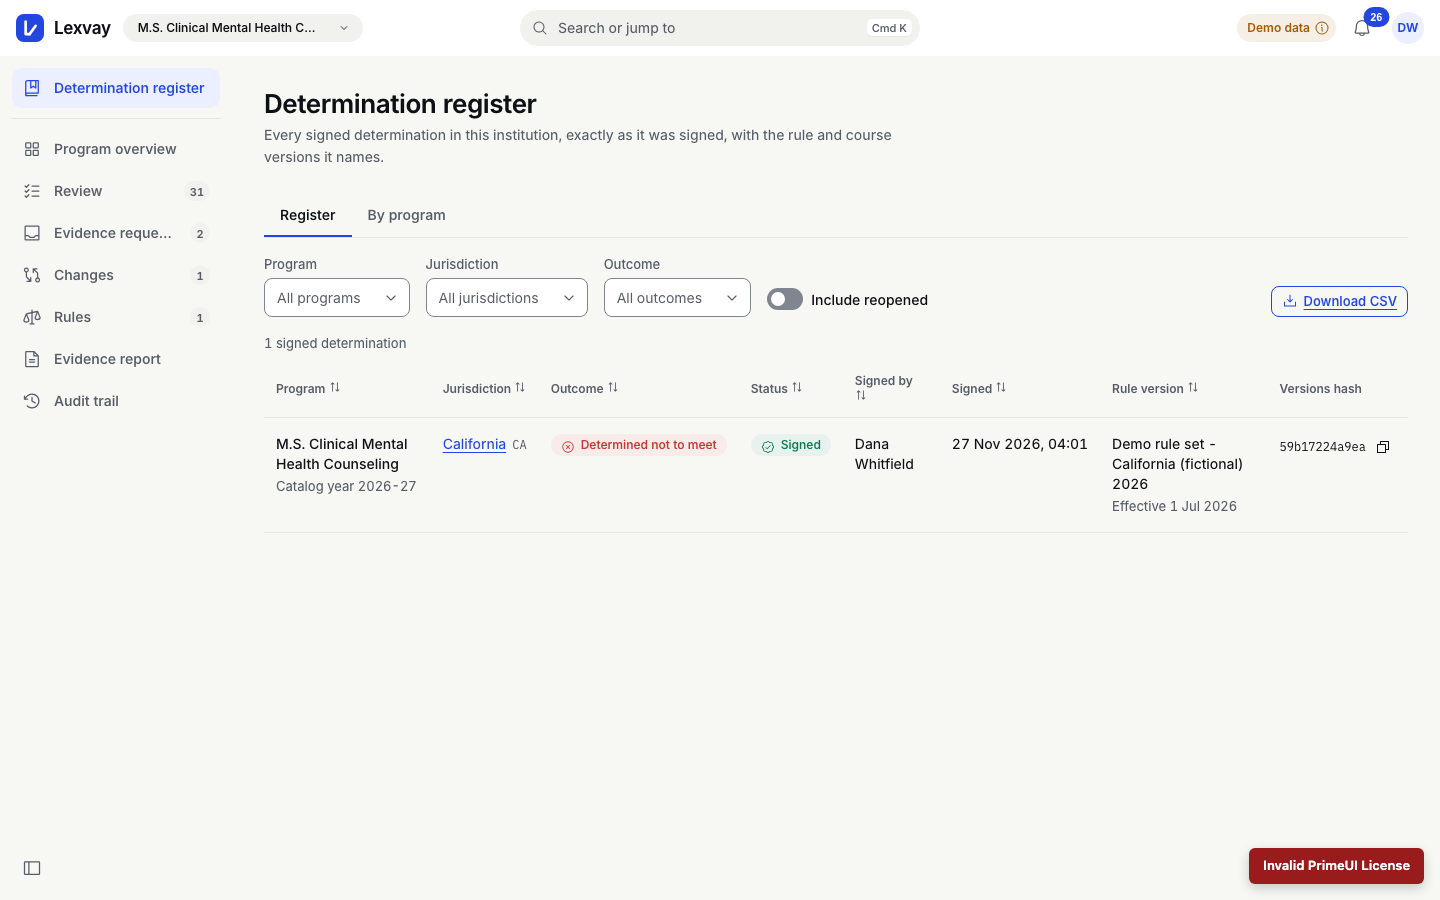 Lexvay
M.S. Clinical Mental Health C...
Search or jump to
Cmd K
Demo data
26
DW
Determination register
Program overview
Review 31
Evidence reque... 2
Changes 1
Rules 1
Evidence report
Audit trail
Determination register
Every signed determination in this institution, exactly as it was signed, with the rule and course
versions it names.
Register By program
Program Jurisdiction Outcome
All programs All jurisdictions All outcomes Include reopened Download CSV
1 signed determination
Program Jurisdiction Outcome Status Signed by Signed Rule version Versions hash
M.S. Clinical Mental
Health Counseling
Catalog year 2026-27
California CA
Determined not to meet
Signed
Dana
Whitfield
27 Nov 2026, 04:01
Demo rule set -
California (fictional)
2026
Effective 1 Jul 2026
59b17224a9ea
Invalid PrimeUI License